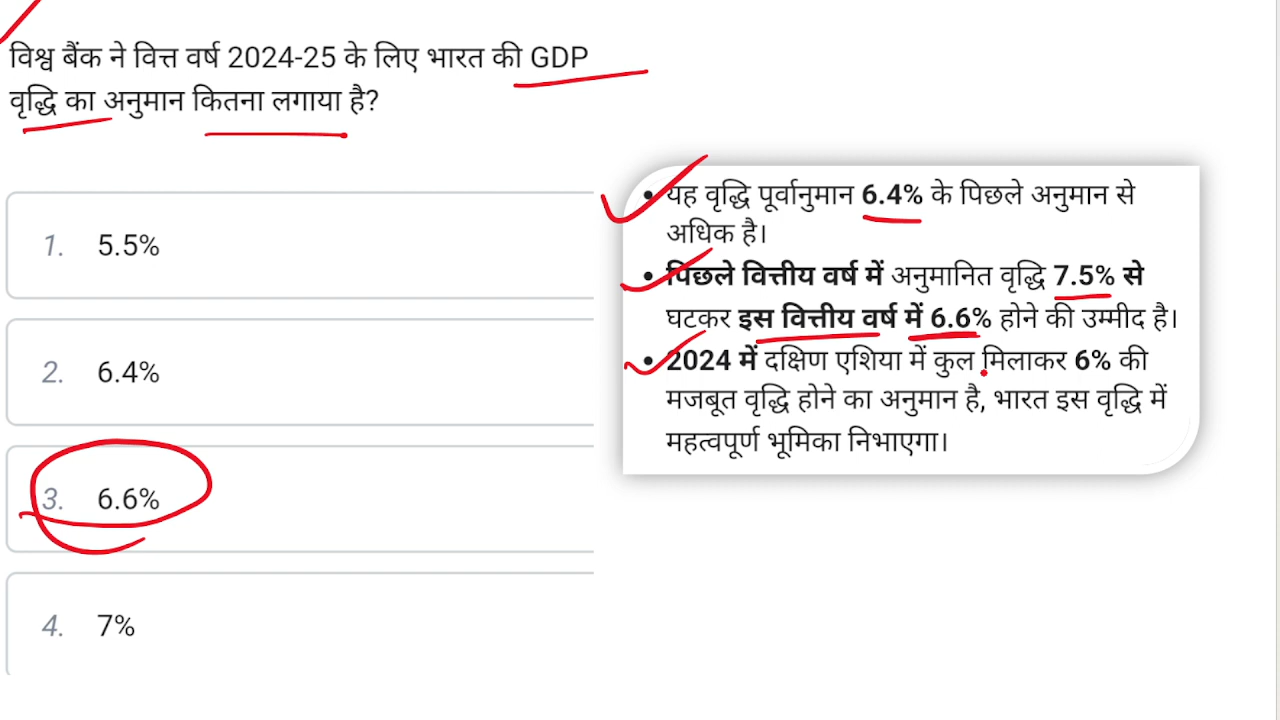 विश्व बैंक ने वित्त वर्ष 2024-25 के लिए भारत की GDP
वृद्धि का अनुमान कितना लगाया है?
1. 5.5%
2. 6.4%
3. 6.6%
4. 7%
• यह वृद्धि पूर्वानुमान 6.4% के पिछले अनुमान से
अधिक है।
• पिछले वित्तीय वर्ष में अनुमानित वृद्धि 7.5% से
घटकर इस वित्तीय वर्ष में 6.6% होने की उम्मीद है।
• 2024 में दक्षिण एशिया में कुल मिलाकर 6% की
मजबूत वृद्धि होने का अनुमान है, भारत इस वृद्धि में
महत्वपूर्ण भूमिका निभाएगा।